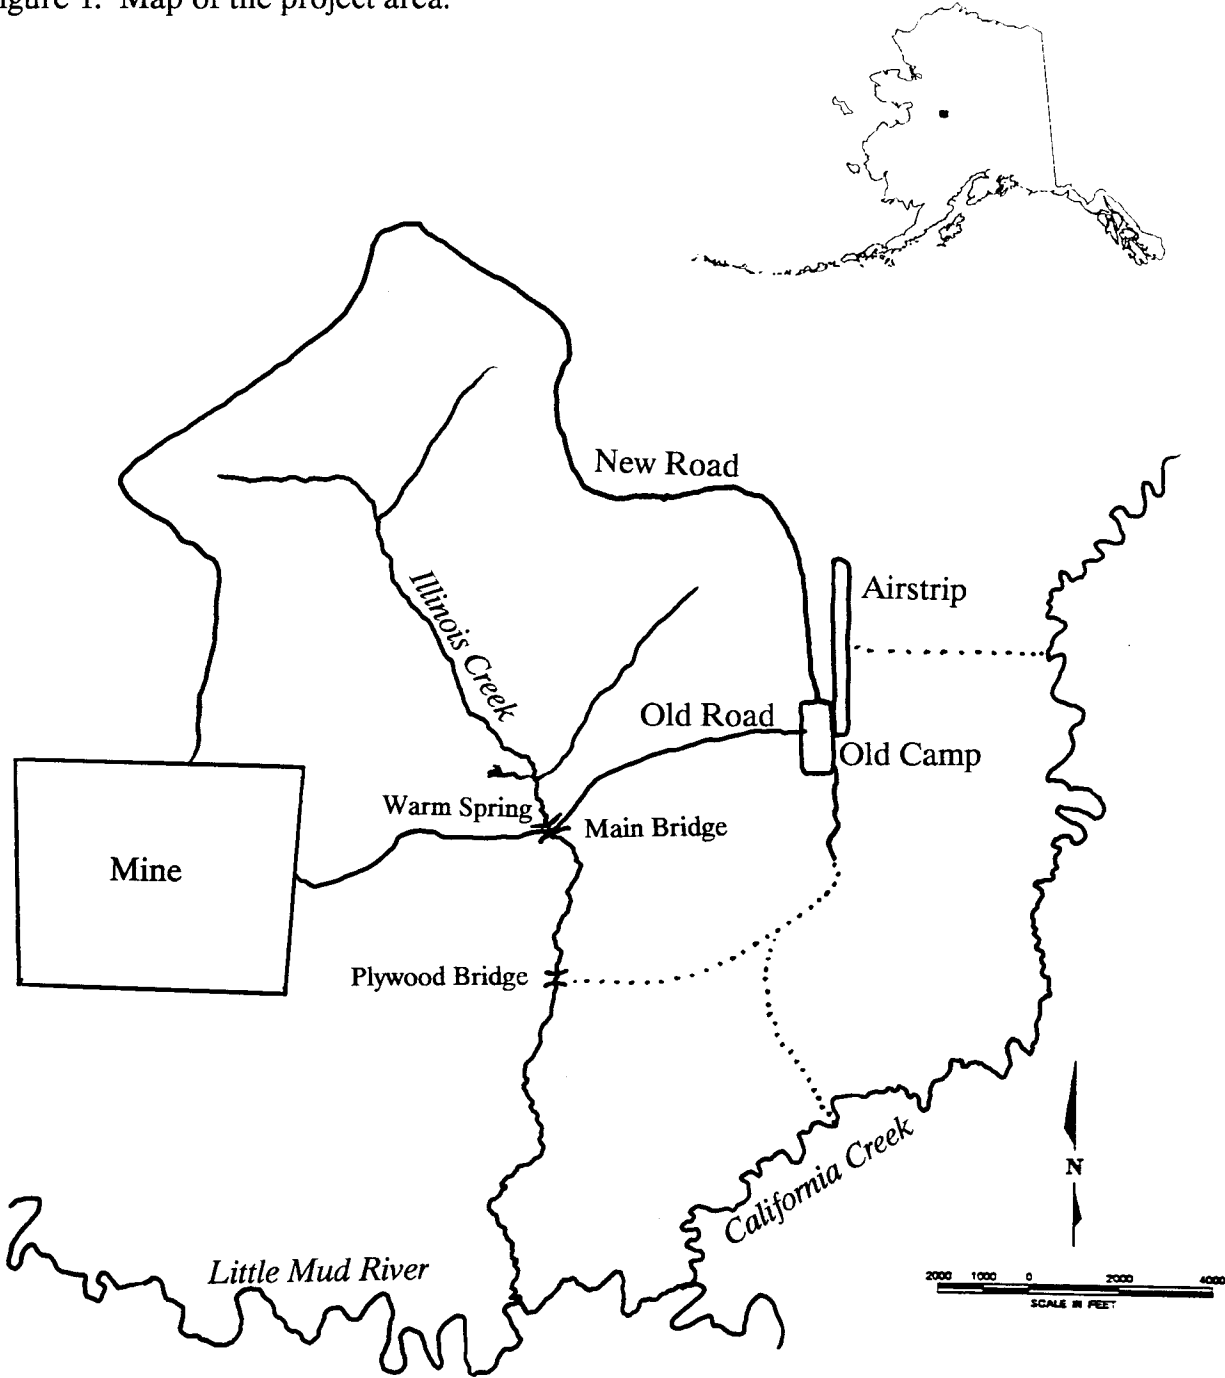 igure 1. Map of the project area.
New Road
Airstrip
Illinois Creek
Old Road
Old Camp
Warm Spring
Main Bridge
Mine
Plywood Bridge
California Creek
N
Little Mud River
2000 1000 0 2000 4000
SCALE IN FEET